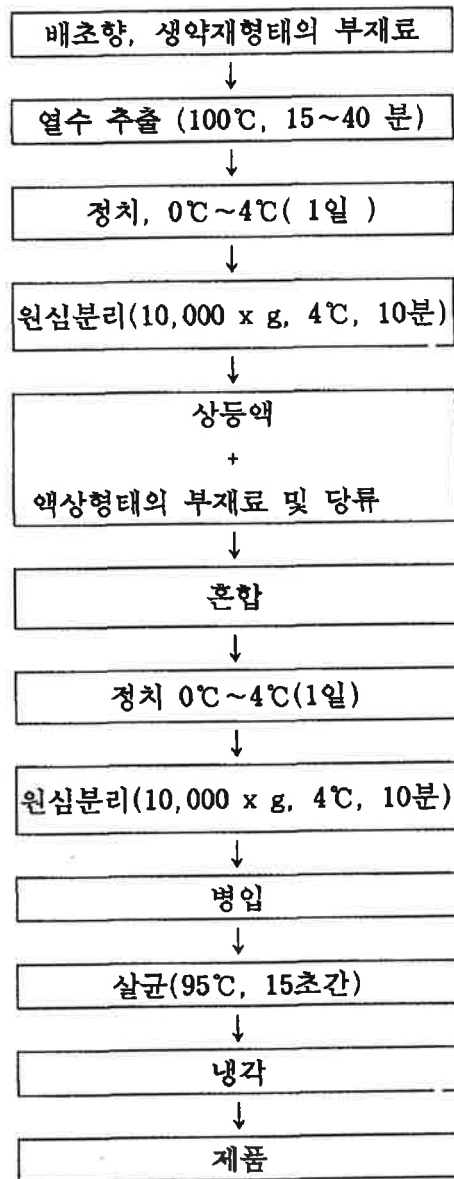 배초향, 생약재형태의 부재료
↓
열수 추출 (100℃, 15~40 분)
↓
정치, 0℃~4℃( 1일 )
↓
원심분리(10,000 x g, 4℃, 10분)
↓
상등액
+
액상형태의 부재료 및 당류
↓
혼합
↓
정치 0℃~4℃(1일)
↓
원심분리(10,000 x g, 4℃, 10분)
↓
병입
↓
살균(95℃, 15초간)
↓
냉각
↓
제품